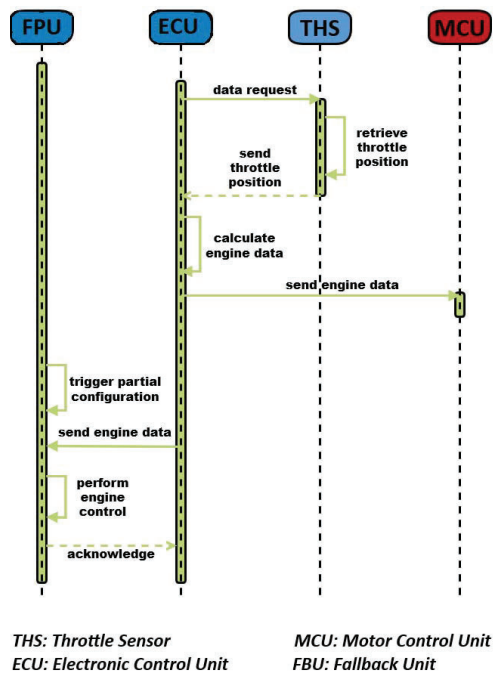 FPU ECU THS MCU
data request
retrieve
throttle
position
send
throttle
position
calculate
engine data
send engine data
trigger partial
configuration
send engine data
perform
engine
control
acknowledge
THS: Throttle Sensor MCU: Motor Control Unit
ECU: Electronic Control Unit FBU: Fallback Unit